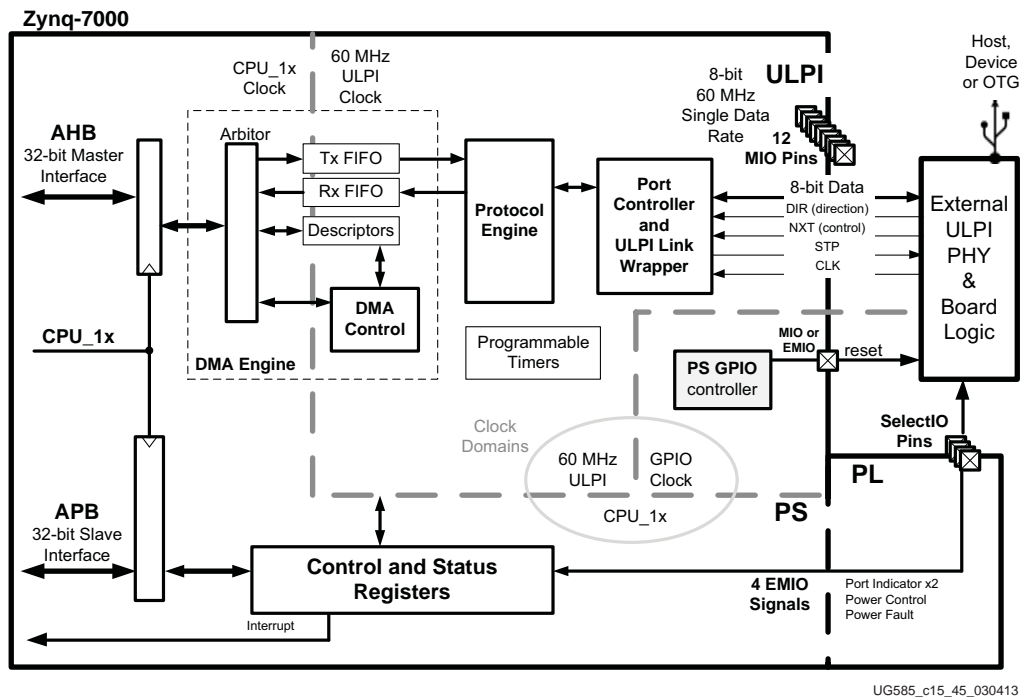 Zynq-7000
CPU_1x
Clock
60 MHz
ULPI
Clock
8-bit
60 MHz
Single Data
Rate
ULPI
12
MIO Pins
Host,
Device
or OTG
AHB
32-bit Master
Interface
Arbitor
Tx FIFO
Rx FIFO
Descriptors
DMA
Control
DMA Engine
Protocol
Engine
Port
Controller
and
ULPI Link
Wrapper
8-bit Data
DIR (direction)
NXT (control)
STP
CLK
External
ULPI
PHY
&
Board
Logic
CPU_1x
Programmable
Timers
PS GPIO
controller
MIO or
EMIO
reset
SelectIO
Pins
Clock
Domains
60 MHz
ULPI
GPIO
Clock
CPU_1x
PS
PL
APB
32-bit Slave
Interface
Control and Status
Registers
Interrupt
4 EMIO
Signals
Port Indicator x2
Power Control
Power Fault
UG585_c15_45_030413